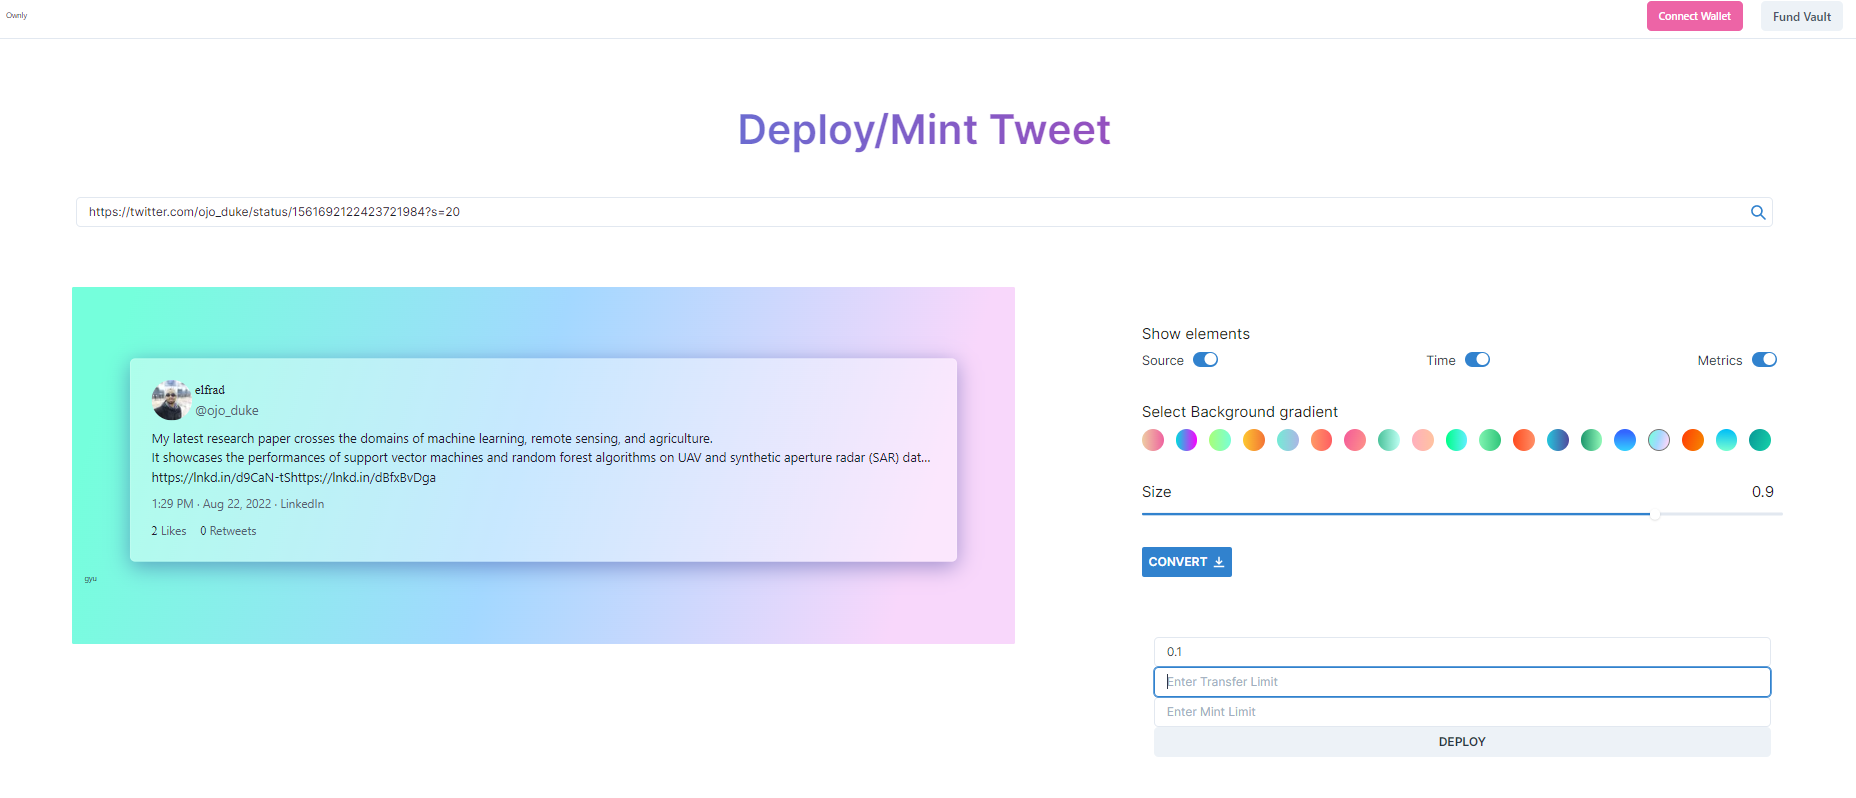 Ownly
Connect Wallet
Fund Vault
Deploy/Mint Tweet
https://twitter.com/ojo_duke/status/1561692122423721984?s=20
elfrad
@ojo_duke
My latest research paper crosses the domains of machine learning, remote sensing, and agriculture.
It showcases the performances of support vector machines and random forest algorithms on UAV and synthetic aperture radar (SAR) dat...
https://lnkd.in/d9CaN-tShttps://lnkd.in/dBfxBvDga
1:29 PM · Aug 22, 2022 · LinkedIn
2 Likes 0 Retweets
gyu
Show elements
Source Time Metrics
Select Background gradient
Size 0.9
CONVERT
0.1
Enter Transfer Limit
Enter Mint Limit
DEPLOY